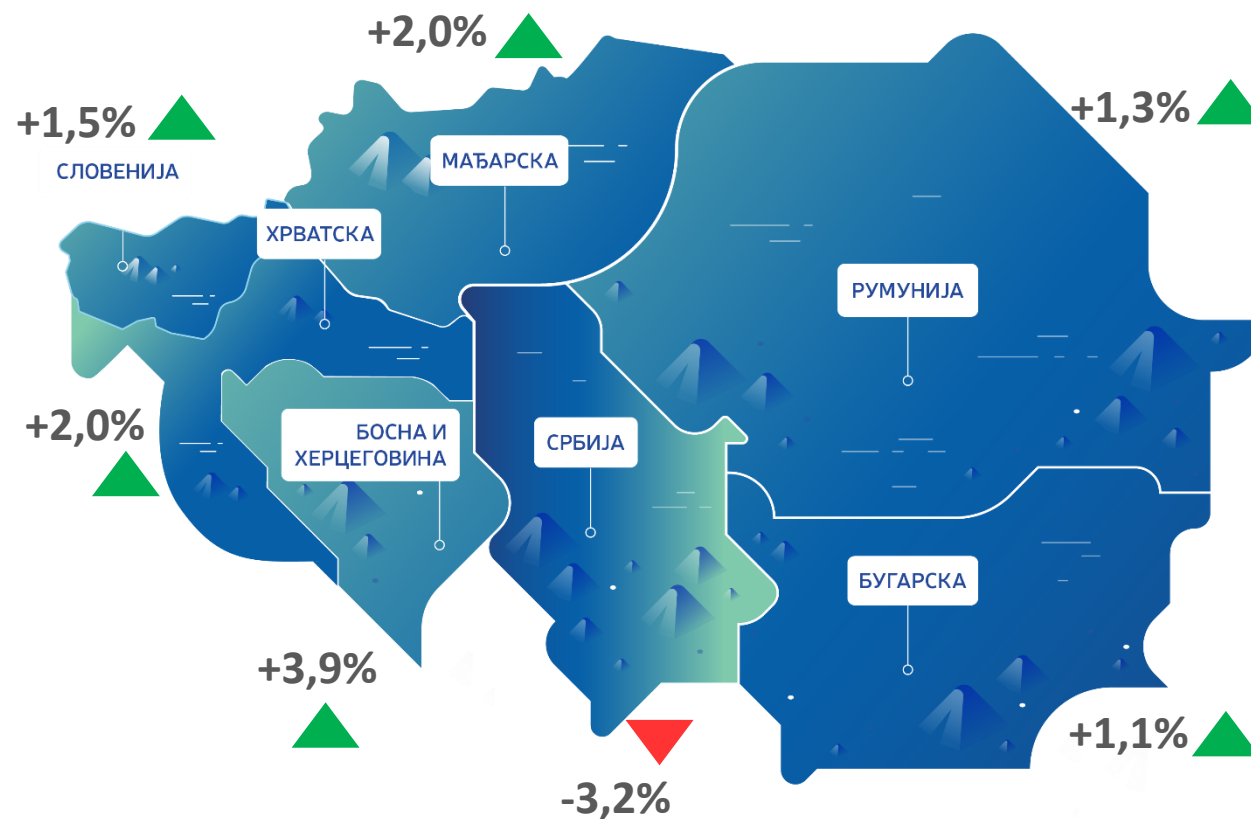 +2,0%
+1,5%
+1,3%
СЛОВЕНИЈА
МАЂАРСКА
ХРВАТСКА
РУМУНИЈА
+2,0%
БОСНА И
ХЕРЦЕГОВИНА
СРБИЈА
БУГАРСКА
+3,9%
+1,1%
-3,2%